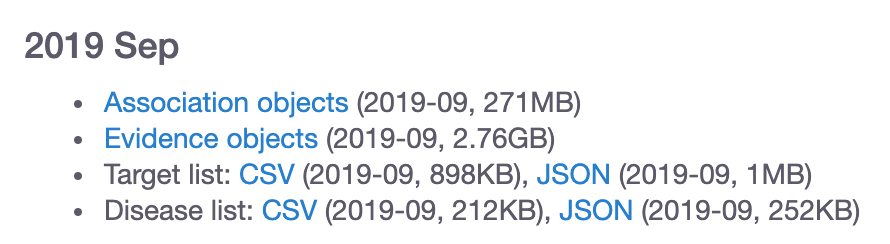 2019 Sep
• Association objects (2019-09, 271MB)
• Evidence objects (2019-09, 2.76GB)
• Target list: CSV (2019-09, 898KB), JSON (2019-09, 1MB)
• Disease list: CSV (2019-09, 212KB), JSON (2019-09, 252KB)